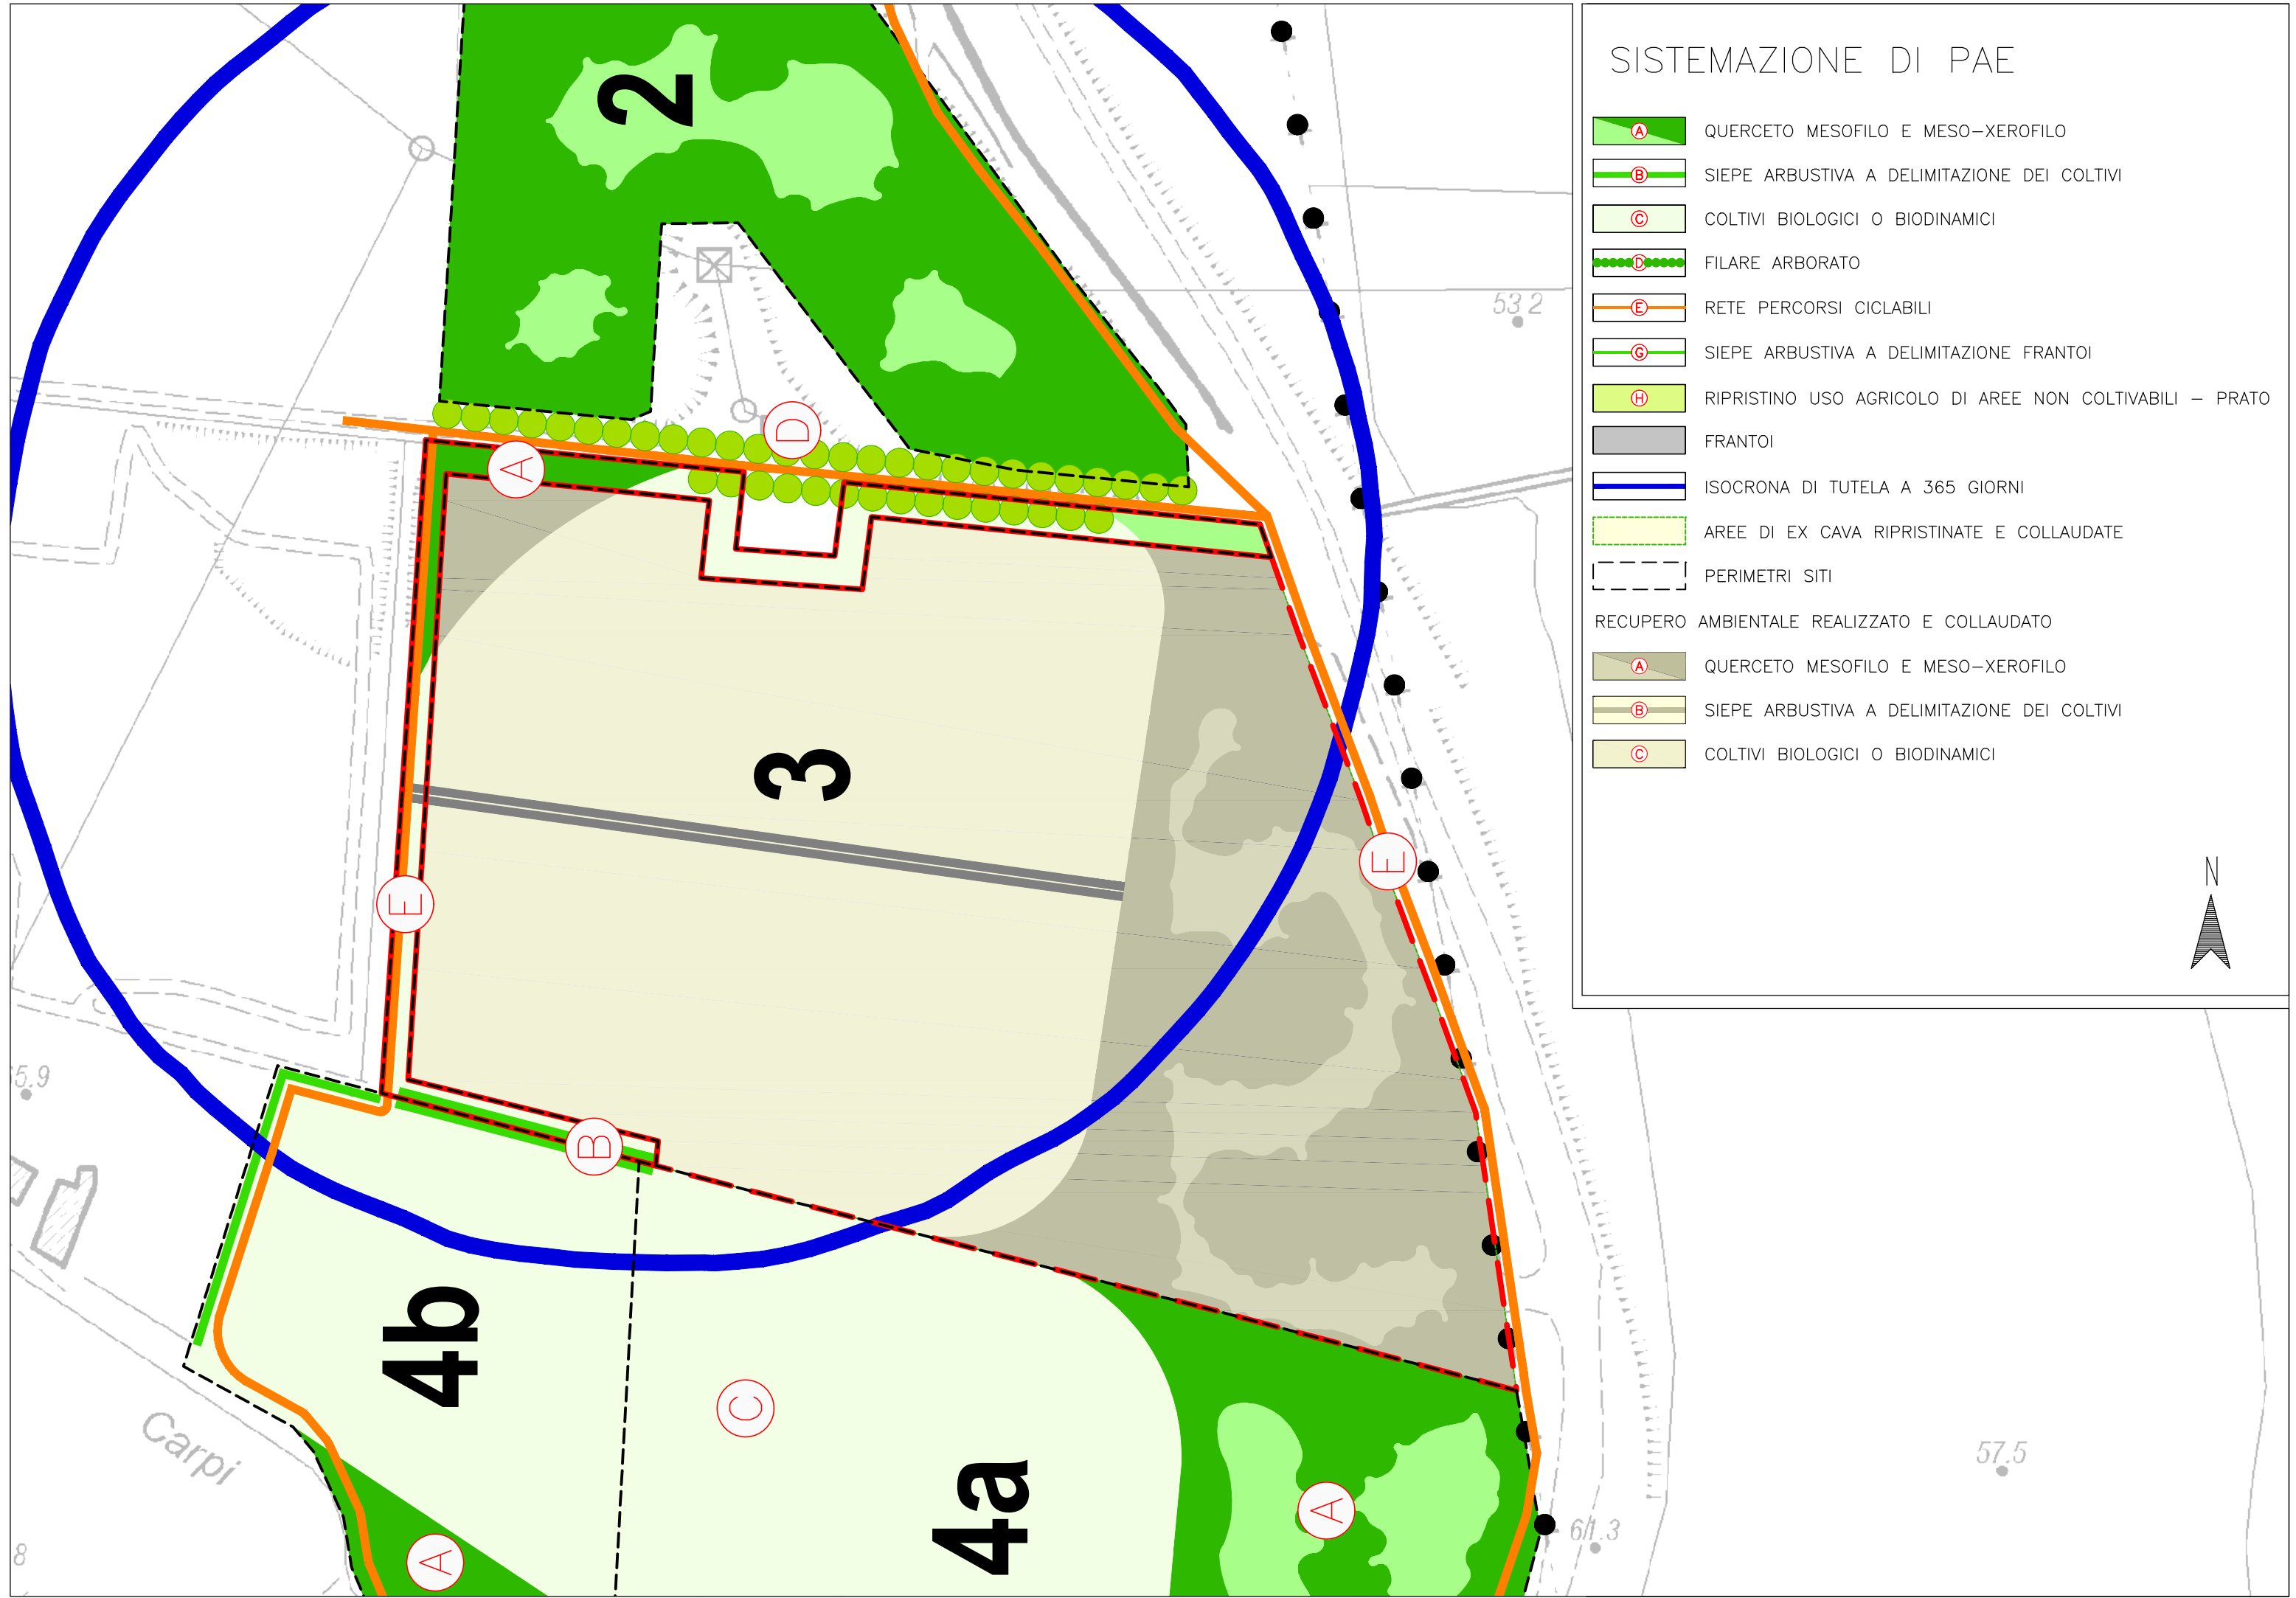 SISTEMAZIONE DI PAE
A QUERCETO MESOFILO E MESO-XEROFILO
B SIEPE ARBUSTIVA A DELIMITAZIONE DEI COLTIVI
C COLTIVI BIOLOGICI O BIODINAMICI
D FILARE ARBORATO
E RETE PERCORSI CICLABILI
G SIEPE ARBUSTIVA A DELIMITAZIONE FRANTOI
H RIPRISTINO USO AGRICOLO DI AREE NON COLTIVABILI - PRATO
FRANTOI
ISOCRONA DI TUTELA A 365 GIORNI
AREE DI EX CAVA RIPRISTINATE E COLLAUDATE
PERIMETRI SITI
RECUPERO AMBIENTALE REALIZZATO E COLLAUDATO
A QUERCETO MESOFILO E MESO-XEROFILO
B SIEPE ARBUSTIVA A DELIMITAZIONE DEI COLTIVI
C COLTIVI BIOLOGICI O BIODINAMICI
N
2
53.2
D
A
3
E
E
5.9
B
4b
C
Carpi
4a
57.5
A
61.3
A
8